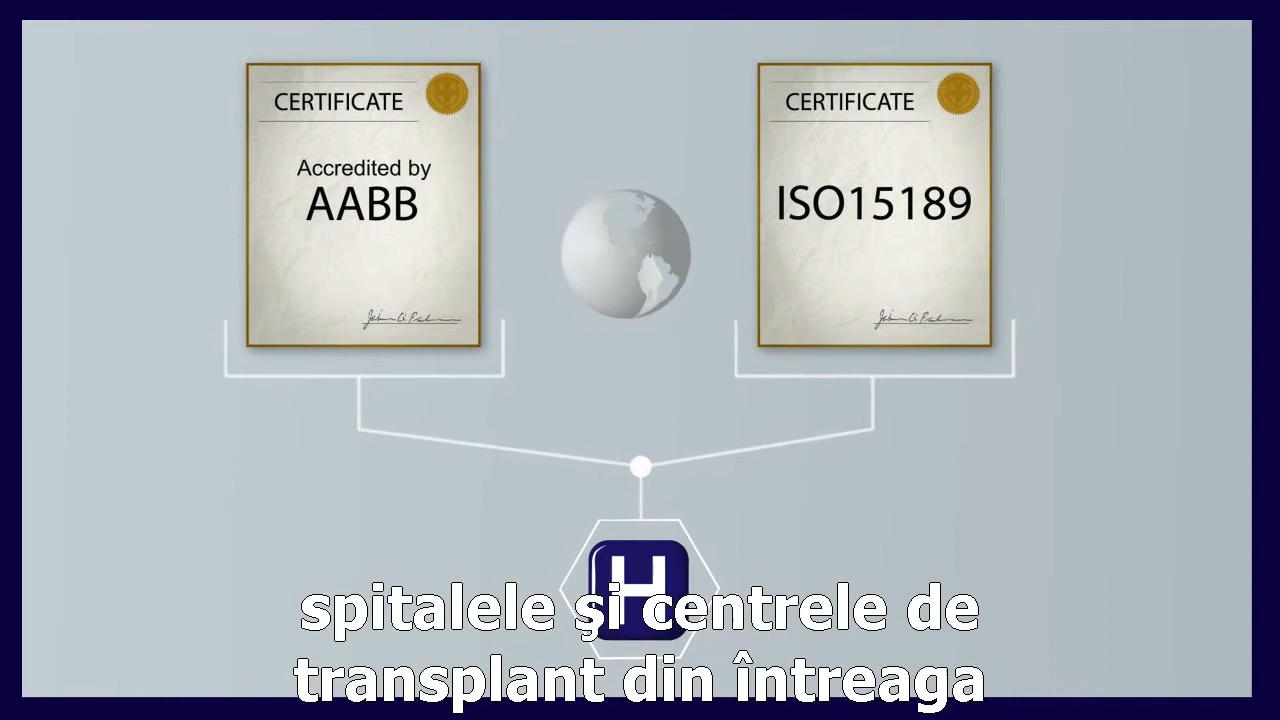 CERTIFICATE
Accredited by
AABB
CERTIFICATE
ISO15189
H
spitalele şi centrele de
transplant din întreaga